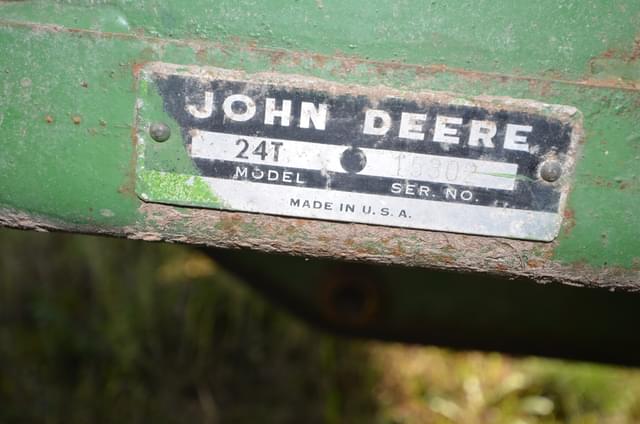 JOHN DEERE
24T
MODEL SER. NO.
MADE IN U.S.A.